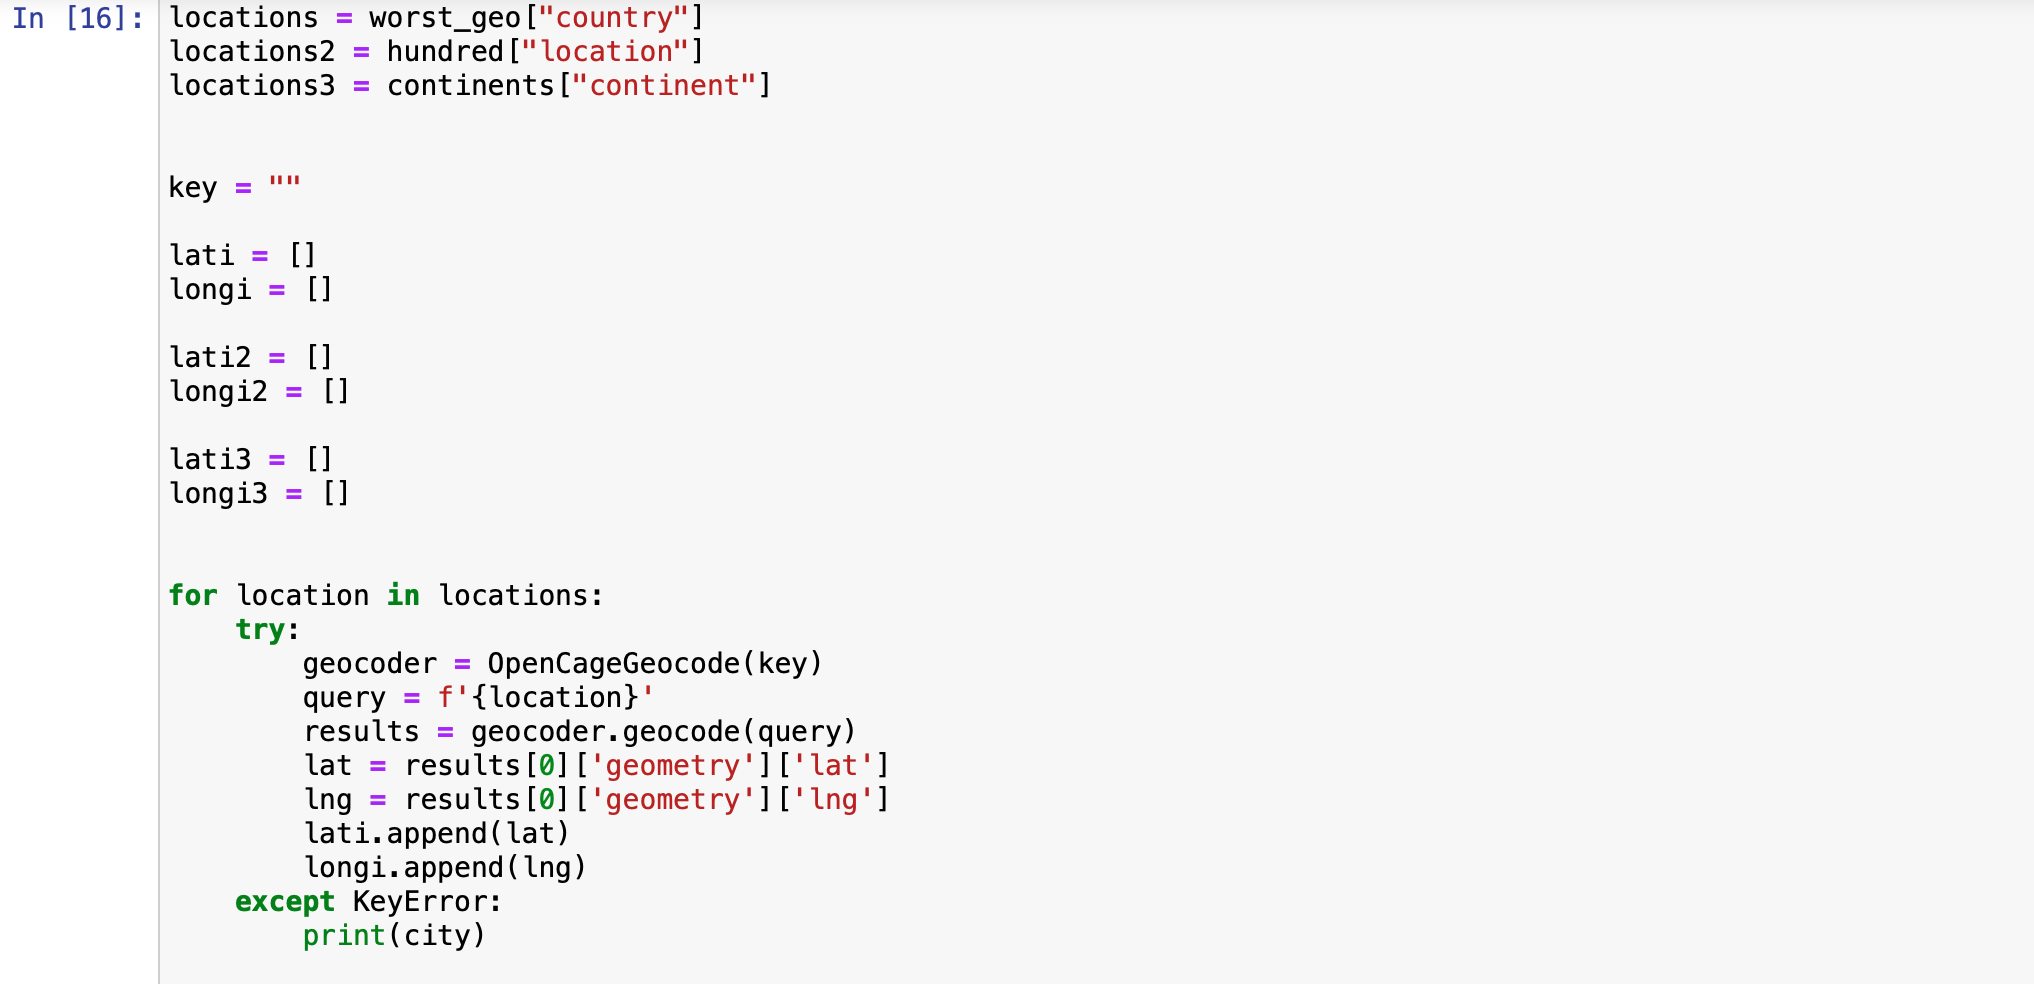 In [16]: locations = worst_geo["country"]
locations2 = hundred["location"]
locations3 = continents["continent"]
key = ""
lati = []
longi = []
lati2 = []
longi2 = []
lati3 = []
longi3 = []
for location in locations:
    try:
        geocoder = OpenCageGeocode(key)
        query = f'{location}'
        results = geocoder.geocode(query)
        lat = results[0]['geometry']['lat']
        lng = results[0]['geometry']['lng']
        lati.append(lat)
        longi.append(lng)
    except KeyError:
        print(city)